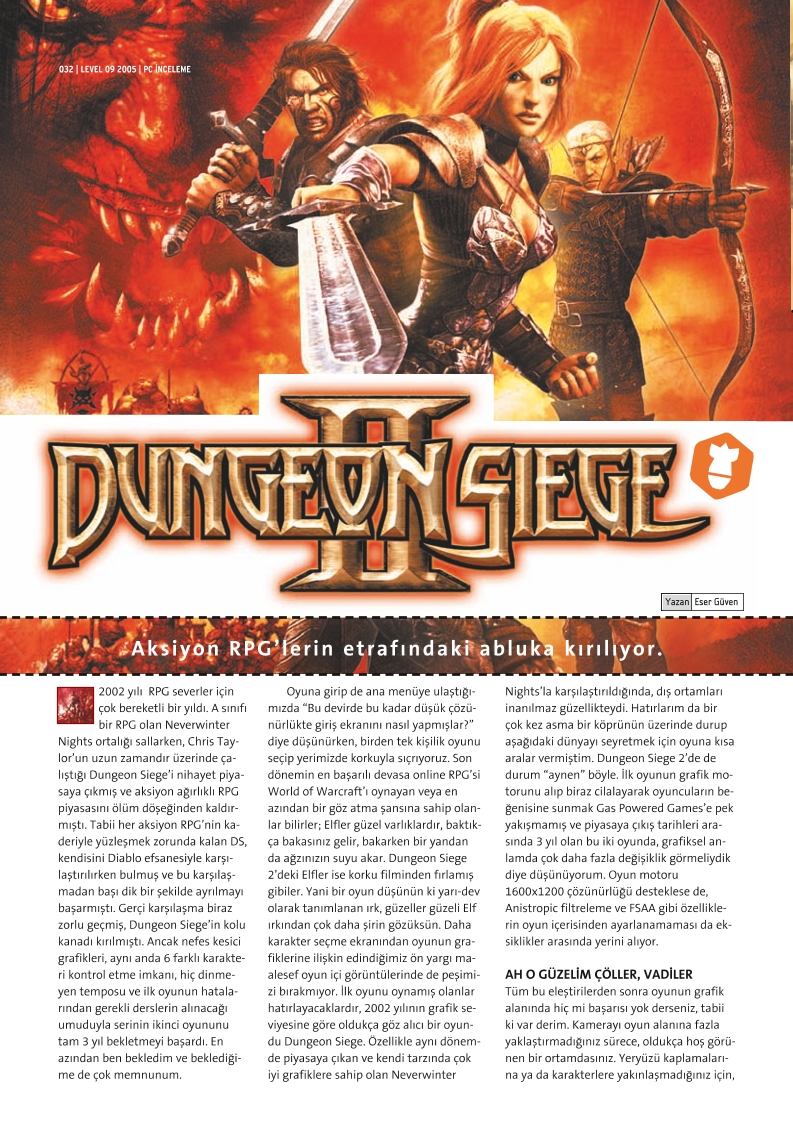 032 | LEVEL 09 2005 | PC İNCELEME
DUNGEON SIEGE
II
Yazan Eser Güven
Aksiyon RPG'lerin etrafındaki abluka kırılıyor.
2002 yılı RPG severler için
çok bereketli bir yıldı. A sınıfı
bir RPG olan Neverwinter
Nights ortalığı sallarken, Chris Tay-
lor'un uzun zamandır üzerinde ça-
lıştığı Dungeon Siege'i nihayet piya-
saya çıkmış ve aksiyon ağırlıklı RPG
piyasasını ölüm döşeğinden kaldır-
mıştı. Tabii her aksiyon RPG'nin ka-
deriyle yüzleşmek zorunda kalan DS,
kendisini Diablo efsanesiyle karşı-
laştırılırken bulmuş ve bu karşılaş-
madan başı dik bir şekilde ayrılmayı
başarmıştı. Gerçi karşılaşma biraz
zorlu geçmiş, Dungeon Siege'in kolu
kanadı kırılmıştı. Ancak nefes kesici
grafikleri, aynı anda 6 farklı karakte-
ri kontrol etme imkanı, hiç dinme-
yen temposu ve ilk oyunun hatala-
rından gerekli derslerin alınacağı
umuduyla serinin ikinci oyununu
tam 3 yıl bekletmeyi başardı. En
azından ben bekledim ve beklediği-
me de çok memnunum.
Oyuna girip de ana menüye ulaştığı-
mızda “Bu devirde bu kadar düşük çözü-
nürlükte giriş ekranını nasıl yapmışlar?”
diye düşünürken, birden tek kişilik oyunu
seçip yerimizde korkuyla sıçrıyoruz. Son
dönemin en başarılı devasa online RPG'si
World of Warcraft'ı oynayan veya en
azından bir göz atma şansına sahip olan-
lar bilirler; Elfler güzel varlıklardır, baktık-
ça bakasınız gelir, bakarken bir yandan
da ağzınızın suyu akar. Dungeon Siege
2'deki Elfler ise korku filminden fırlamış
gibiler. Yani bir oyun düşünün ki yarı-dev
olarak tanımlanan ırk, güzeller güzeli Elf
ırkından çok daha şirin gözüksün. Daha
karakter seçme ekranından oyunun gra-
fiklerine ilişkin edindiğimiz ön yargı ma-
alesef oyun içi görüntülerinde de peşimi-
zi bırakmıyor. İlk oyunu oynamış olanlar
hatırlayacaklardır, 2002 yılının grafik se-
viyesine göre oldukça göz alıcı bir oyun-
du Dungeon Siege. Özellikle aynı dönem-
de piyasaya çıkan ve kendi tarzında çok
iyi grafiklere sahip olan Neverwinter
Nights'la karşılaştırıldığında, dış ortamları
inanılmaz güzellikteydi. Hatırlarım da bir
çok kez asma bir köprünün üzerinde durup
aşağıdaki dünyayı seyretmek için oyuna kısa
aralar vermiştim. Dungeon Siege 2'de de
durum “aynen” böyle. İlk oyunun grafik mo-
torunu alıp biraz cilalayarak oyuncuların be-
ğenisine sunmak Gas Powered Games'e pek
yakışmamış ve piyasaya çıkış tarihleri ara-
sında 3 yıl olan bu iki oyunda, grafiksel an-
lamda çok daha fazla değişiklik görmeliydik
diye düşünüyorum. Oyun motoru
1600x1200 çözünürlüğü desteklese de,
Anistropic filtreleme ve FSAA gibi özellikle-
rin oyun içerisinden ayarlanamaması da ek-
siklikler arasında yerini alıyor.
AH O GÜZELİM ÇÖLLER, VADİLER
Tüm bu eleştirilerden sonra oyunun grafik
alanında hiç mi başarısı yok derseniz, tabii
ki var derim. Kamerayı oyun alanına fazla
yaklaştırmadığınız sürece, oldukça hoş görü-
nen bir ortamdasınız. Yeryüzü kaplamaları-
na ya da karakterlere yakınlaşmadığınız için,